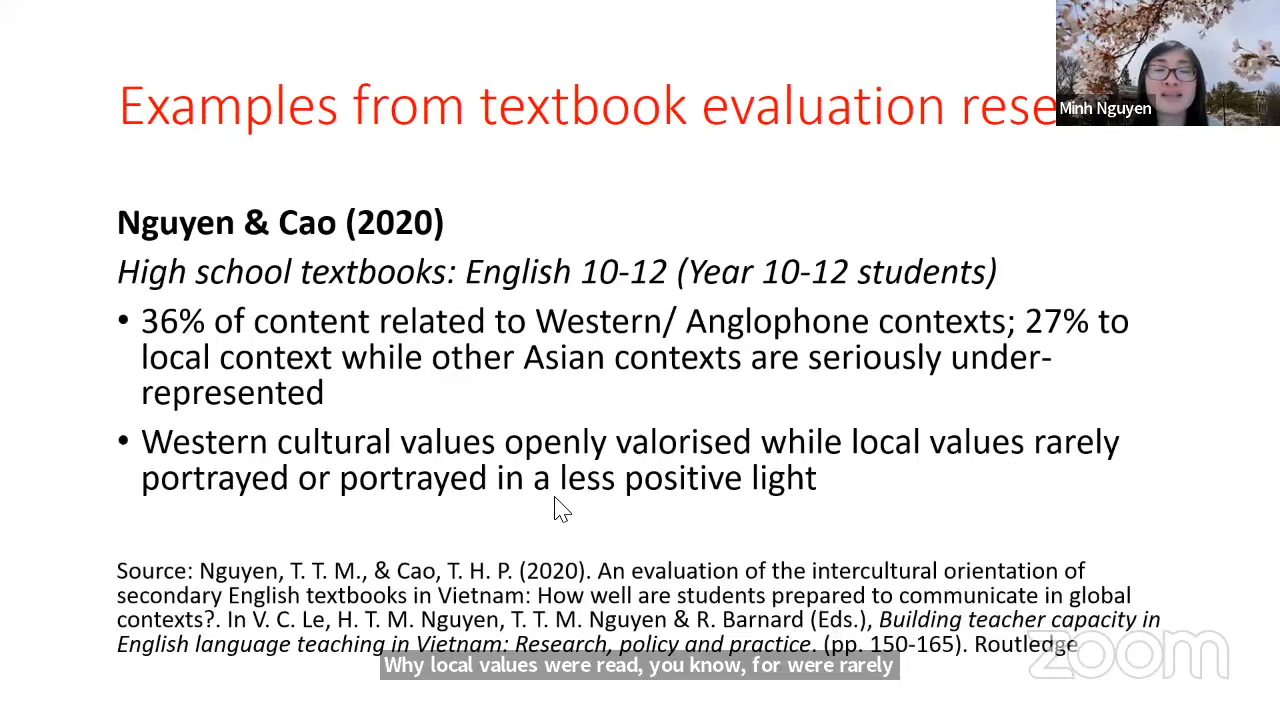 Examples from textbook evaluation rese
Minh Nguyen
Nguyen & Cao (2020)
High school textbooks: English 10-12 (Year 10-12 students)
• 36% of content related to Western/ Anglophone contexts; 27% to
local context while other Asian contexts are seriously under-
represented
• Western cultural values openly valorised while local values rarely
portrayed or portrayed in a less positive light
Source: Nguyen, T. T. M., & Cao, T. H. P. (2020). An evaluation of the intercultural orientation of
secondary English textbooks in Vietnam: How well are students prepared to communicate in global
contexts?. In V. C. Le, H. T. M. Nguyen, T. T. M. Nguyen & R. Barnard (Eds.), Building teacher capacity in
English language teaching in Vietnam: Research, policy and practice. (pp. 150-165). Routledge
Why local values were read, you know, for were rarely
zoom